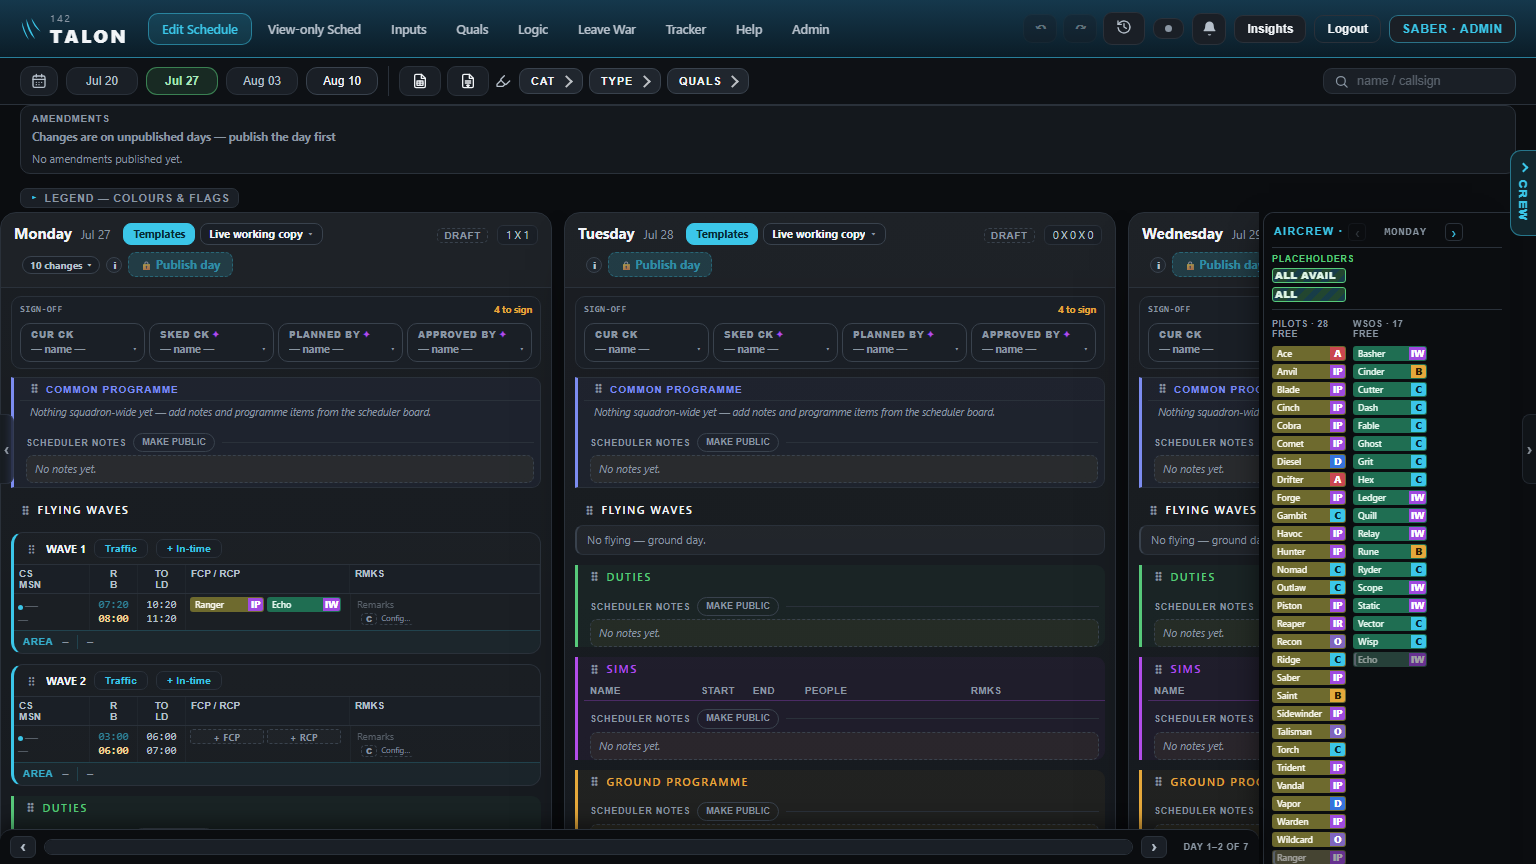 142
TALON
Edit Schedule
View-only Sched
Inputs
Quals
Logic
Leave War
Tracker
Help
Admin
Insights
Logout
SABER · ADMIN
Jul 20
Jul 27
Aug 03
Aug 10
CAT
TYPE
QUALS
name / callsign
AMENDMENTS
Changes are on unpublished days — publish the day first
No amendments published yet.
LEGEND — COLOURS & FLAGS
CREW
Monday Jul 27 Templates Live working copy DRAFT 1X1
10 changes i Publish day
SIGN-OFF 4 to sign
CUR CK SKED CK PLANNED BY APPROVED BY
— name — — name — — name — — name —
COMMON PROGRAMME
Nothing squadron-wide yet — add notes and programme items from the scheduler board.
SCHEDULER NOTES MAKE PUBLIC
No notes yet.
FLYING WAVES
WAVE 1 Traffic + In-time
CS R TO FCP / RCP RMKS
MSN B LD
— 07:20 10:20 Ranger IP Echo IW Remarks
— 08:00 11:20 C Config...
AREA — —
WAVE 2 Traffic + In-time
CS R TO FCP / RCP RMKS
MSN B LD
— 03:00 06:00 + FCP + RCP Remarks
— 06:00 07:00 C Config...
AREA — —
DUTIES
Tuesday Jul 28 Templates Live working copy DRAFT 0X0X0
i Publish day
SIGN-OFF 4 to sign
CUR CK SKED CK PLANNED BY APPROVED BY
— name — — name — — name — — name —
COMMON PROGRAMME
Nothing squadron-wide yet — add notes and programme items from the scheduler board.
SCHEDULER NOTES MAKE PUBLIC
No notes yet.
FLYING WAVES
No flying — ground day.
DUTIES
SCHEDULER NOTES MAKE PUBLIC
No notes yet.
SIMS
NAME START END PEOPLE RMKS
SCHEDULER NOTES MAKE PUBLIC
No notes yet.
GROUND PROGRAMME
SCHEDULER NOTES MAKE PUBLIC
Wednesday Jul 29
i Publish day
SIGN-OFF
CUR CK
— name —
COMMON PROG
Nothing squadron-wi
SCHEDULER NOTES
No notes yet.
FLYING WAVES
No flying — ground da
DUTIES
SCHEDULER NOTES
No notes yet.
SIMS
NAME
SCHEDULER NOTES
No notes yet.
GROUND PROG
SCHEDULER NOTES
AIRCREW · MONDAY
PLACEHOLDERS
ALL AVAIL
ALL
PILOTS · 28 WSOS · 17
FREE FREE
Ace A Basher IW
Anvil IP Cinder B
Blade IP Cutter C
Cinch IP Dash C
Cobra IP Fable C
Comet IP Ghost C
Diesel D Grit C
Drifter A Hex C
Forge IP Ledger IW
Gambit C Quill IW
Havoc IP Relay IW
Hunter IP Rune B
Nomad C Ryder C
Outlaw C Scope IW
Piston IP Static IW
Reaper IR Vector C
Recon O Wisp C
Ridge C Echo IW
Saber IP
Saint B
Sidewinder IP
Talisman O
Torch C
Trident IP
Vandal IP
Vapor D
Warden IP
Wildcard O
Ranger IP
DAY 1–2 OF 7